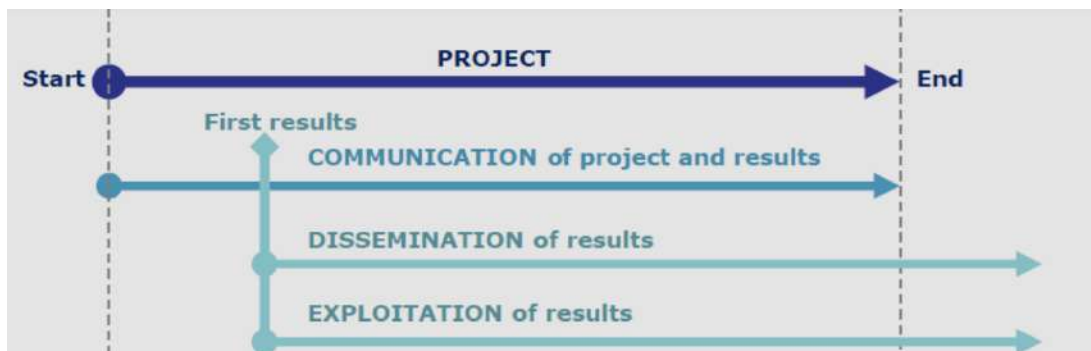 PROJECT
Start
End
First results
COMMUNICATION of project and results
DISSEMINATION of results
EXPLOITATION of results